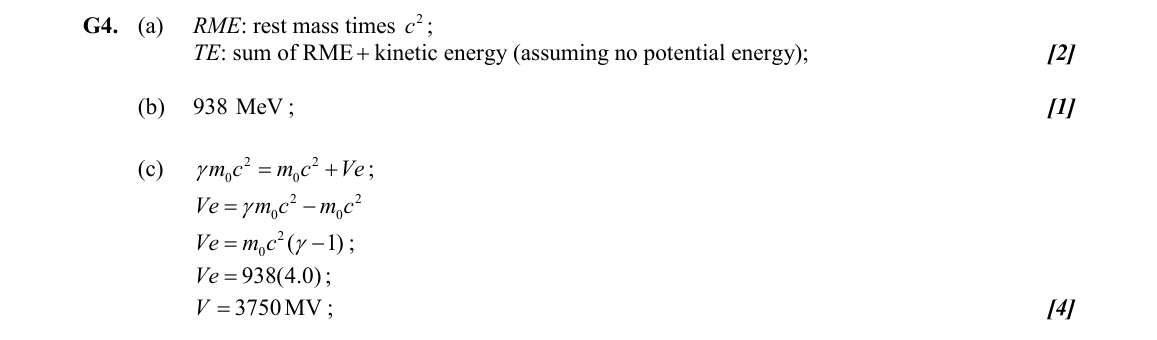 G4. (a) RME: rest mass times c²;
TE: sum of RME + kinetic energy (assuming no potential energy); [2]
(b) 938 MeV; [1]
(c) γm₀c² = m₀c² + Ve;
Ve = γm₀c² − m₀c²
Ve = m₀c²(γ − 1);
Ve = 938(4.0);
V = 3750 MV; [4]